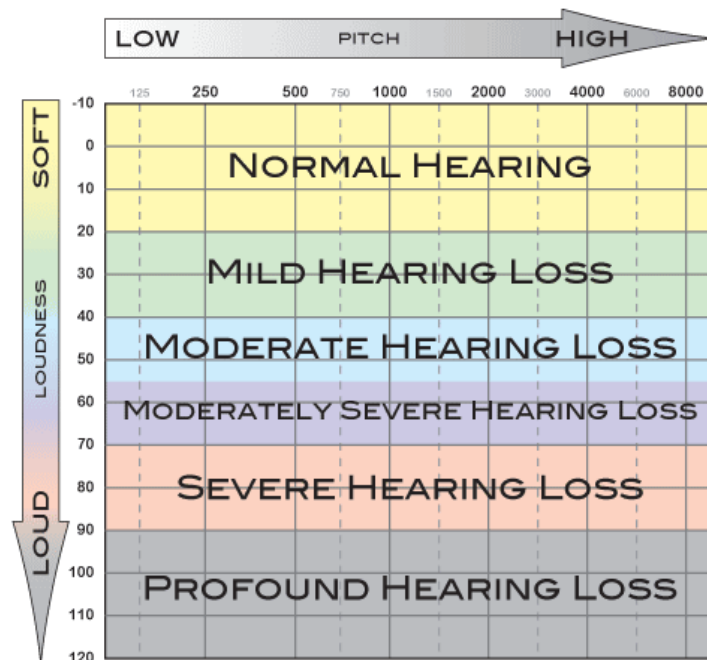 LOW PITCH HIGH
125 250 500 750 1000 1500 2000 3000 4000 6000 8000
SOFT
LOUDNESS
LOUD
-10
0
NORMAL HEARING
10
20
30
MILD HEARING LOSS
40
MODERATE HEARING LOSS
50
60
MODERATELY SEVERE HEARING LOSS
70
80
SEVERE HEARING LOSS
90
100
PROFOUND HEARING LOSS
110
120